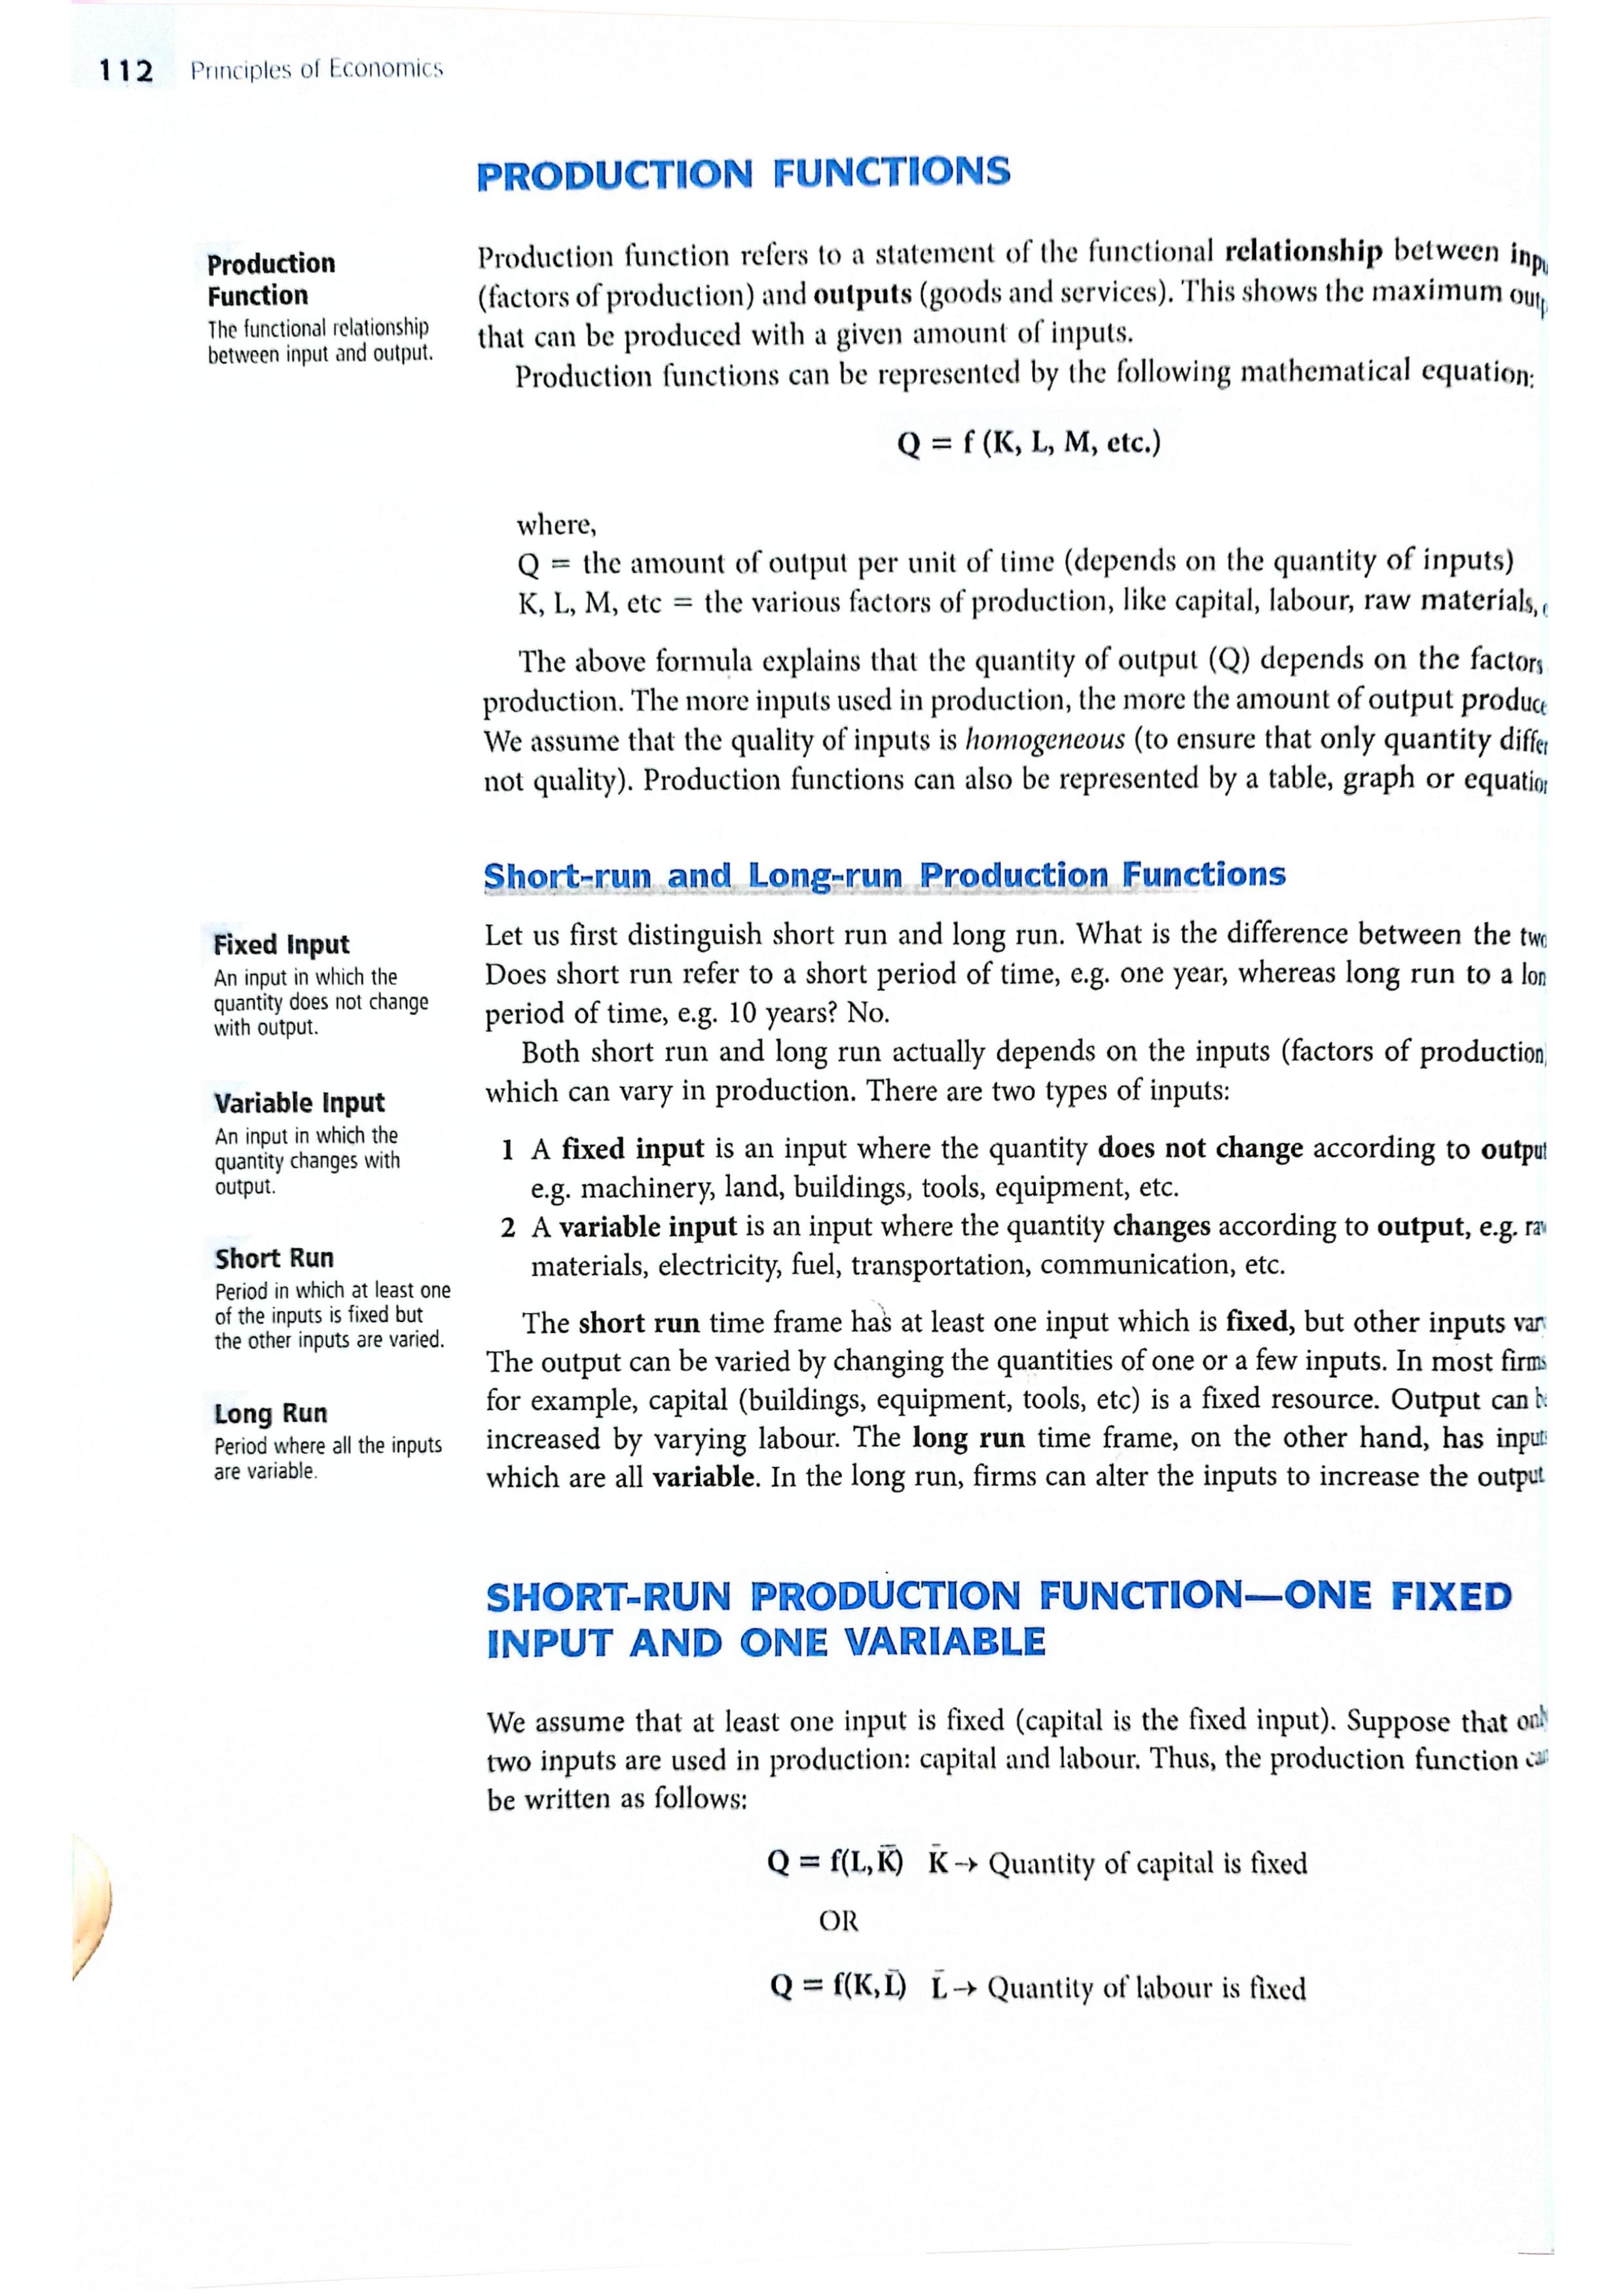 112 Principles of Economics
PRODUCTION FUNCTIONS
Production
Function
The functional relationship
between input and output.
Production function refers to a statement of the functional relationship between
(factors of production) and outputs (goods and services). This shows the maximum
that can be produced with a given amount of inputs.
Production functions can be represented by the following mathematical equation:
Q = f (K, L, M, etc.)
where,
Q = the amount of output per unit of time (depends on the quantity of inputs)
K, L, M, etc = the various factors of production, like capital, labour, raw materials,
The above formula explains that the quantity of output (Q) depends on the factors
production. The more inputs used in production, the more the amount of output
We assume that the quality of inputs is homogeneous (to ensure that only quantity
not quality). Production functions can also be represented by a table, graph or
Short-run and Long-run Production Functions
Fixed Input
An input in which the
quantity does not change
with output.
Variable Input
An input in which the
quantity changes with
output.
Short Run
Period in which at least one
of the inputs is fixed but
the other inputs are varied.
Long Run
Period where all the inputs
are variable.
Let us first distinguish short run and long run. What is the difference between the
Does short run refer to a short period of time, e.g. one year, whereas long run to a
period of time, e.g. 10 years? No.
Both short run and long run actually depends on the inputs (factors of production
which can vary in production. There are two types of inputs:
1 A fixed input is an input where the quantity does not change according to output
e.g. machinery, land, buildings, tools, equipment, etc.
2 A variable input is an input where the quantity changes according to output, e.g.
materials, electricity, fuel, transportation, communication, etc.
The short run time frame has at least one input which is fixed, but other inputs
The output can be varied by changing the quantities of one or a few inputs. In most firms
for example, capital (buildings, equipment, tools, etc) is a fixed resource. Output can
increased by varying labour. The long run time frame, on the other hand, has
which are all variable. In the long run, firms can alter the inputs to increase the output
SHORT-RUN PRODUCTION FUNCTION—ONE FIXED
INPUT AND ONE VARIABLE
We assume that at least one input is fixed (capital is the fixed input). Suppose that
two inputs are used in production: capital and labour. Thus, the production function
be written as follows:
Q = f(L, K̄) K̄ → Quantity of capital is fixed
OR
Q = f(K, L̄) L̄ → Quantity of labour is fixed